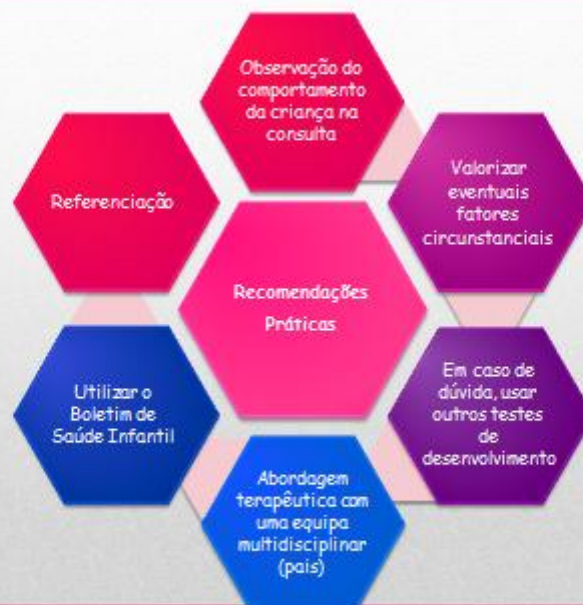 Observação do
comportamento
da criança na
consulta
Valorizar
eventuais
fatores
circunstanciais
Em caso de
dúvida, usar
outros testes
de
desenvolvimento
Abordagem
terapêutica com
uma equipa
multidisciplinar
(pais)
Utilizar o
Boletim de
Saúde Infantil
Referenciação
Recomendações
Práticas